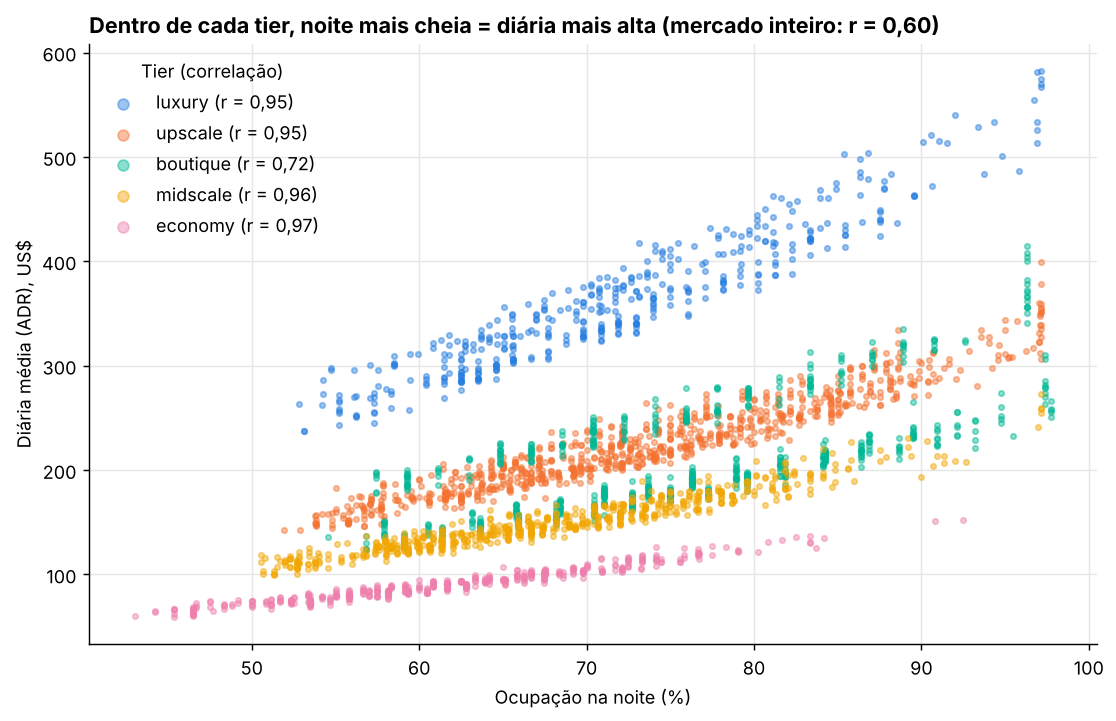 Dentro de cada tier, noite mais cheia = diária mais alta (mercado inteiro: r = 0,60)
600
500
400
300
200
100
Diária média (ADR), US$
Tier (correlação)
luxury (r = 0,95)
upscale (r = 0,95)
boutique (r = 0,72)
midscale (r = 0,96)
economy (r = 0,97)
50
60
70
80
90
100
Ocupação na noite (%)